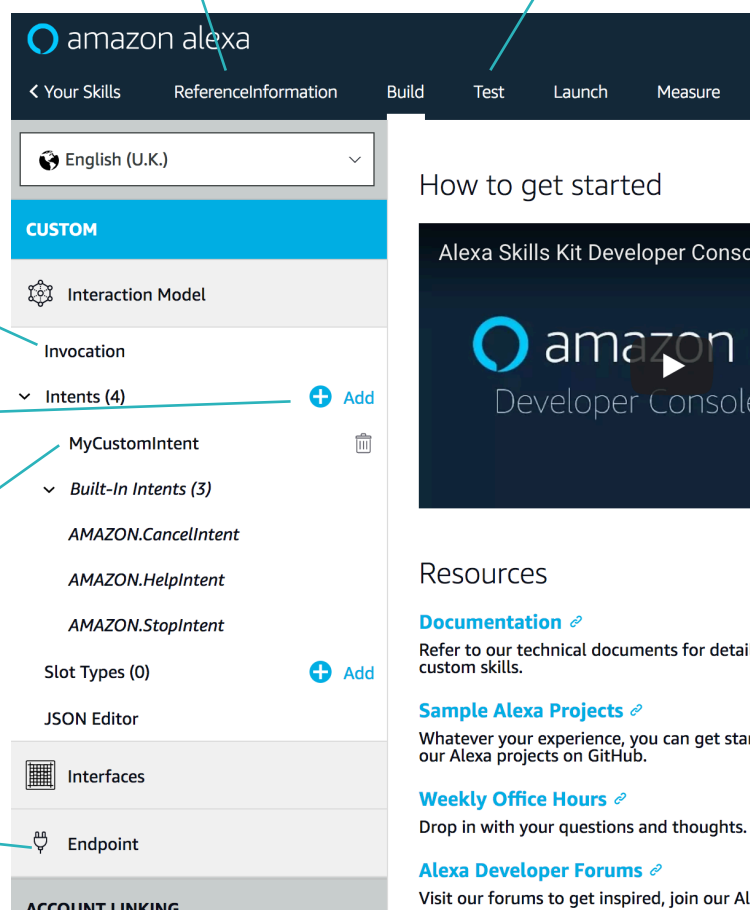 amazon alexa
Your Skills
ReferenceInformation
Build
Test
Launch
Measure
English (U.K.)
CUSTOM
Interaction Model
Invocation
Intents (4)
Add
MyCustomIntent
Built-In Intents (3)
AMAZON.CancelIntent
AMAZON.HelpIntent
AMAZON.StopIntent
Slot Types (0)
Add
JSON Editor
Interfaces
Endpoint
ACCOUNT LINKING
How to get started
Alexa Skills Kit Developer Conso
amazon
Developer Console
Resources
Documentation
Refer to our technical documents for detai
custom skills.
Sample Alexa Projects
Whatever your experience, you can get star
our Alexa projects on GitHub.
Weekly Office Hours
Drop in with your questions and thoughts.
Alexa Developer Forums
Visit our forums to get inspired, join our Al